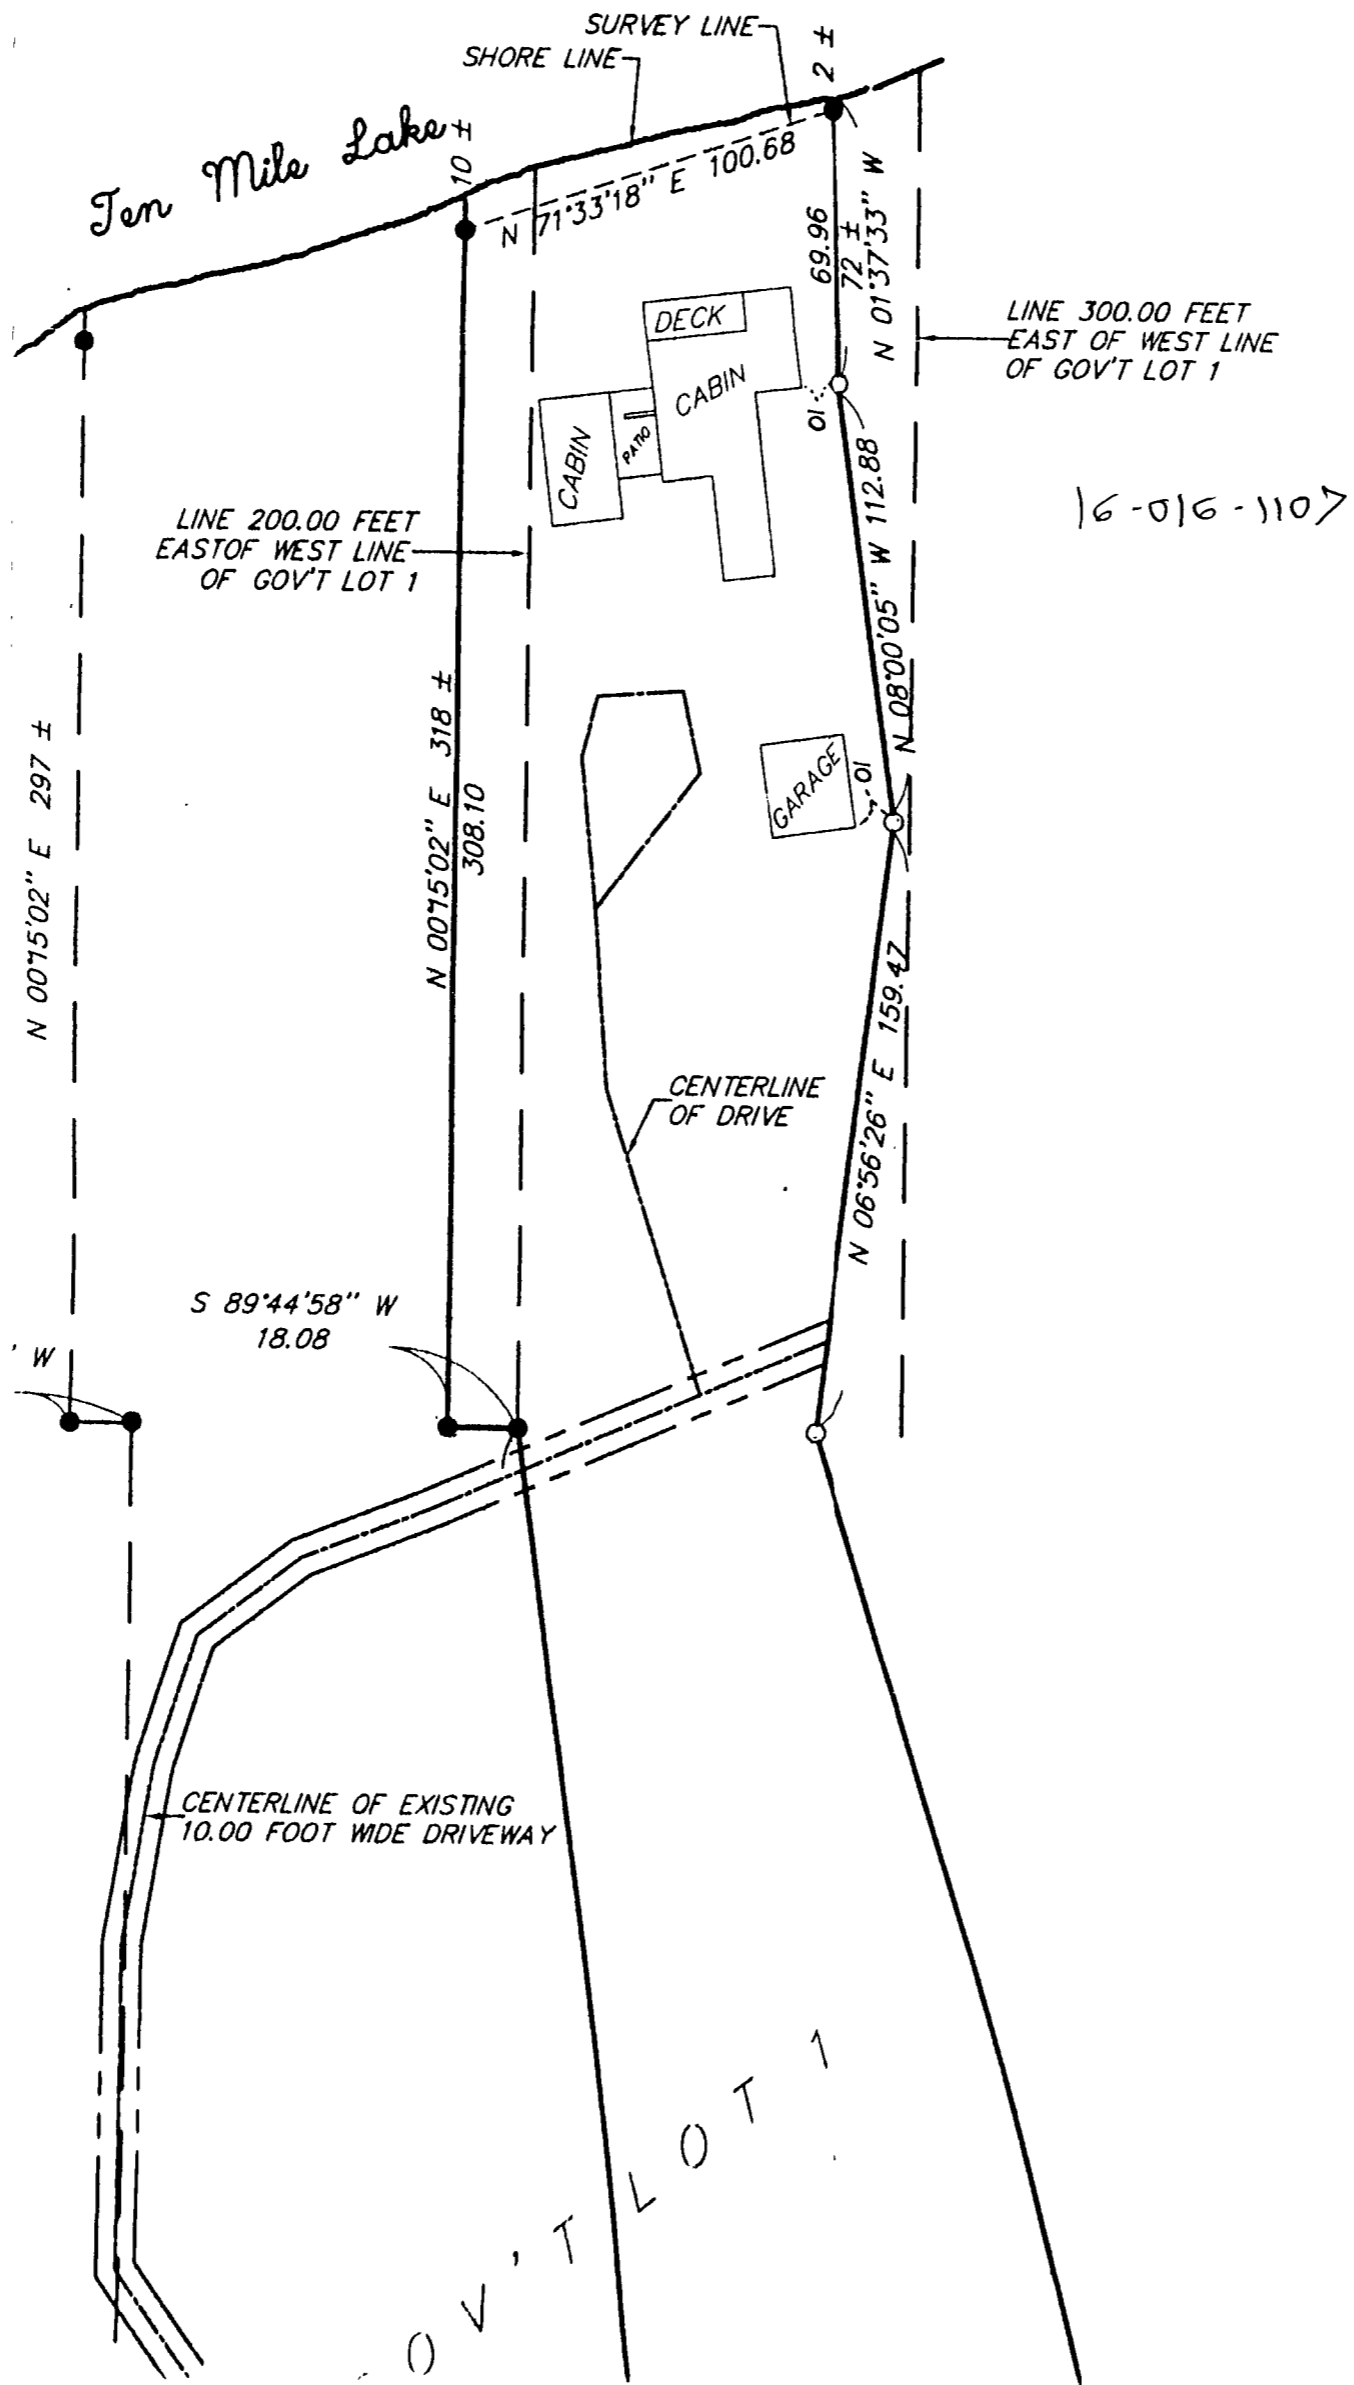 SURVEY LINE
SHORE LINE
2 ±
Ten Mile Lake
10 ±
N 71°33'18" E 100.68
69.96
72 ±
N 01°37'33" W
DECK
CABIN
LINE 300.00 FEET
EAST OF WEST LINE
OF GOV'T LOT 1
10
CABIN
PATIO
N 08°00'05" W 112.88
16-016-1107
LINE 200.00 FEET
EASTOF WEST LINE
OF GOV'T LOT 1
N 00°15'02" E 297 ±
N 00°15'02" E 318 ±
308.10
GARAGE
10
N 06°56'26" E 159.47
CENTERLINE
OF DRIVE
S 89°44'58" W
18.08
' W
CENTERLINE OF EXISTING
10.00 FOOT WIDE DRIVEWAY
OV'T LOT 1